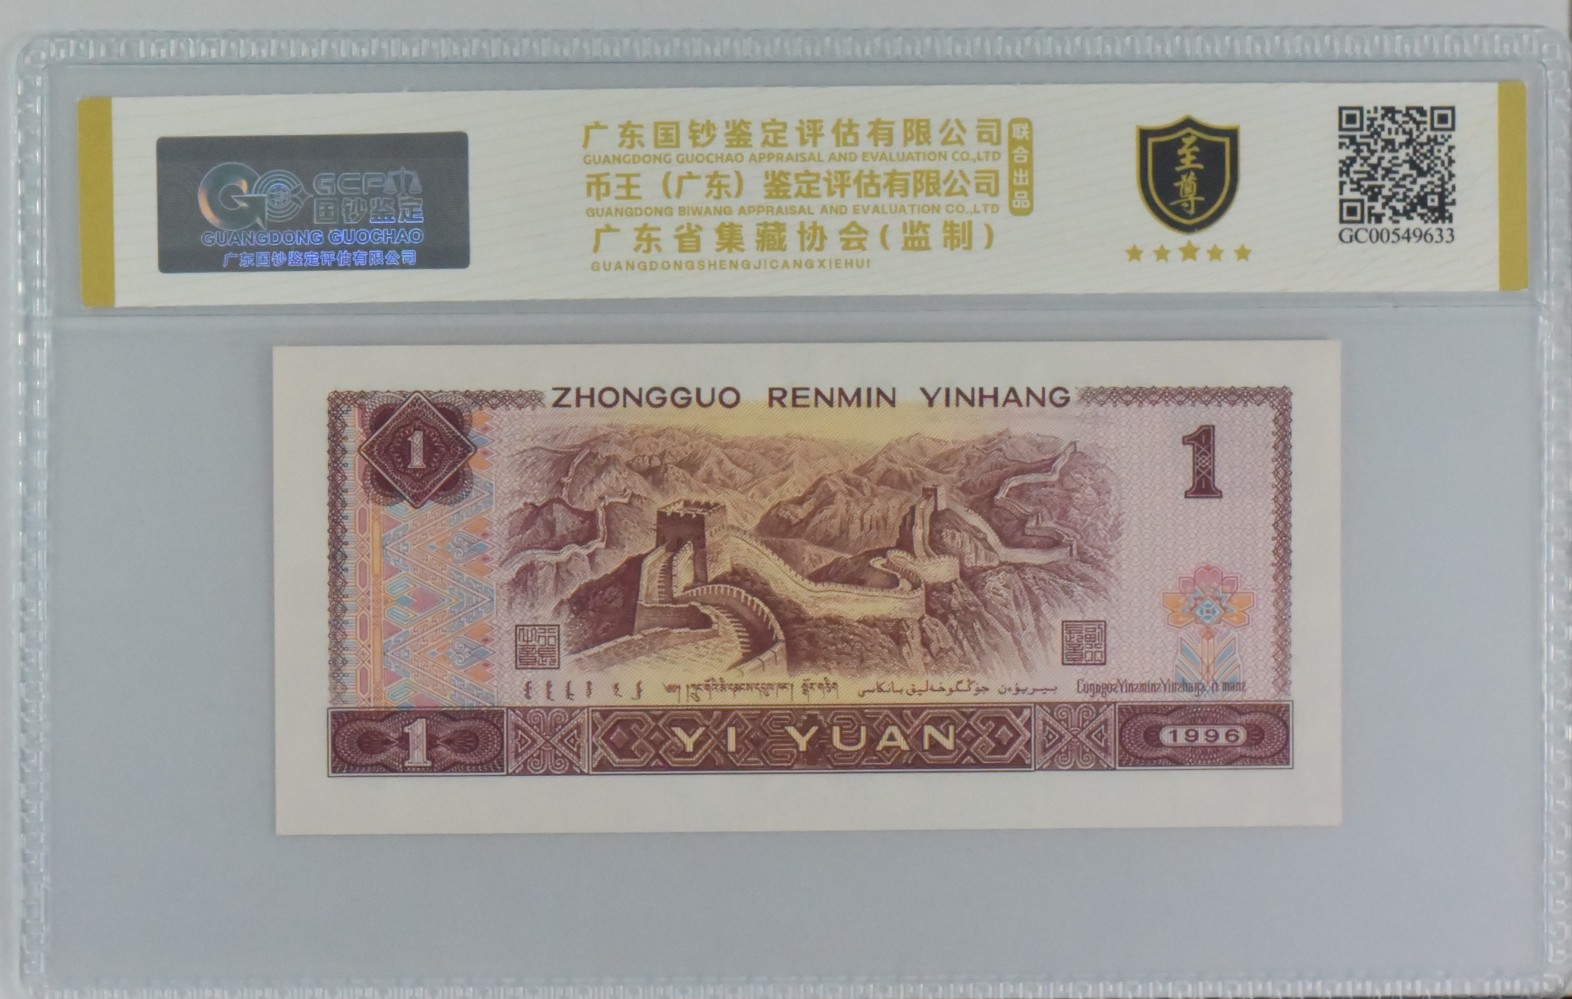 GCP
国钞鉴定
GUANGDONG GUOCHAO
广东国钞鉴定评估有限公司
广东国钞鉴定评估有限公司
GUANGDONG GUOCHAO APPRAISAL AND EVALUATION CO.,LTD
币王（广东）鉴定评估有限公司
GUANGDONG BIWANG APPRAISAL AND EVALUATION CO.,LTD
广东省集藏协会(监制)
GUANGDONGSHENGJICANGXIEHUI
联合出品
至尊
GC00549633
ZHONGGUO RENMIN YINHANG
1
1
1
YI YUAN
1996